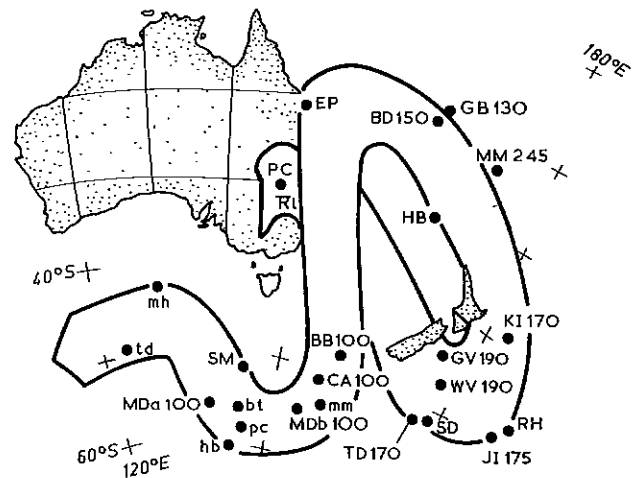 180°E
EP
GB 130
BD 150
MM 245
PC
HB
40°S
mh
KI 170
BB 100
td
SM
GV 190
CA 100
WV 190
MDa 100
bt
mm
MDb 100
pc
SD
RH
hb
TD 170
JI 175
60°S
120°E